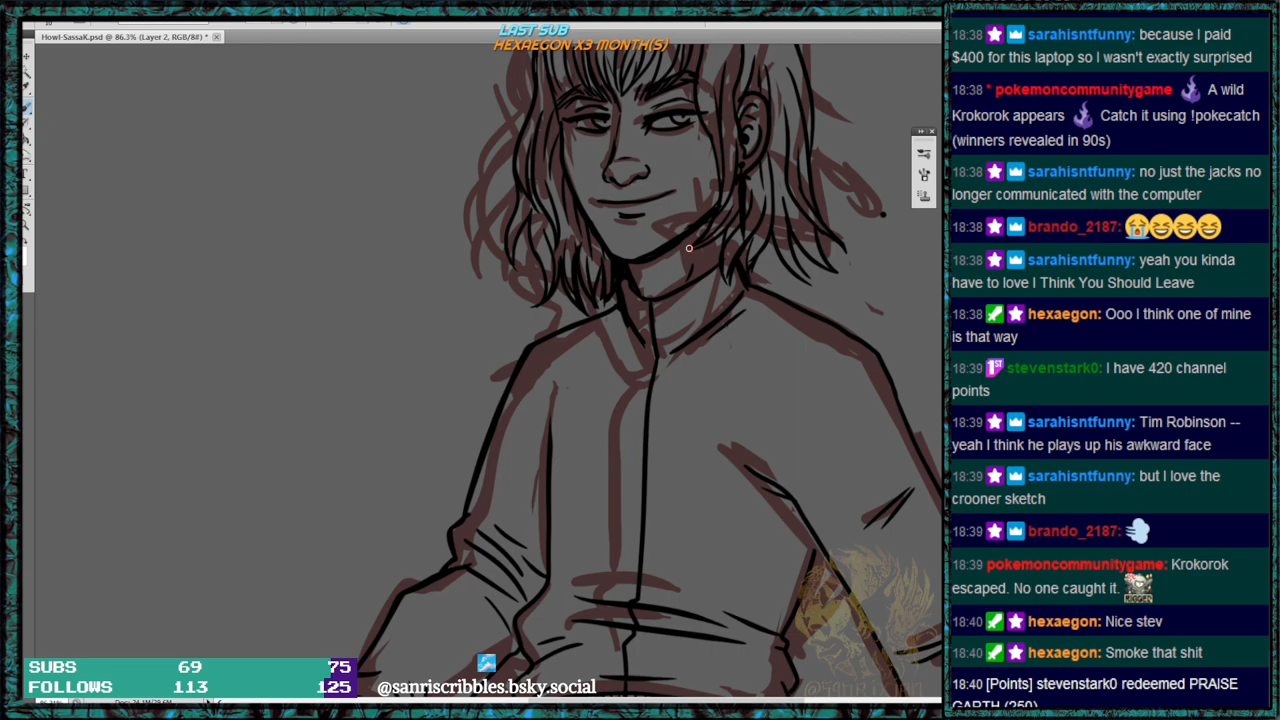 Howl-SassaK.psd @ 86.3% (Layer 2, RGB/8#) *
LAST SUB
HEXAEGON X3 MONTH(S)
SUBS 69 75
FOLLOWS 113 125
@sanriscribbles.bsky.social
18:38 sarahisntfunny: because I paid
$400 for this laptop so I wasn't exactly surprised
18:38 * pokemoncommunitygame A wild
Krokorok appears Catch it using !pokecatch
(winners revealed in 90s)
18:38 sarahisntfunny: no just the jacks no
longer communicated with the computer
18:38 brando_2187:
18:38 sarahisntfunny: yeah you kinda
have to love I Think You Should Leave
18:38 hexaegon: Ooo I think one of mine
is that way
18:39 1ST stevenstark0: I have 420 channel
points
18:39 sarahisntfunny: Tim Robinson --
yeah I think he plays up his awkward face
18:39 sarahisntfunny: but I love the
crooner sketch
18:39 brando_2187:
18:39 pokemoncommunitygame: Krokorok
escaped. No one caught it.
18:40 hexaegon: Nice stev
18:40 hexaegon: Smoke that shit
18:40 [Points] stevenstark0 redeemed PRAISE
GARTH (250)